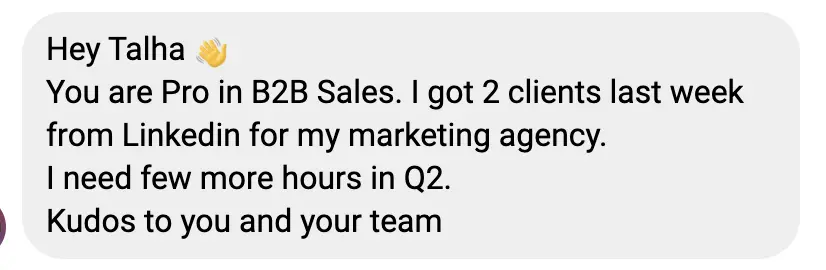 Hey Talha 👋
You are Pro in B2B Sales. I got 2 clients last week
from Linkedin for my marketing agency.
I need few more hours in Q2.
Kudos to you and your team